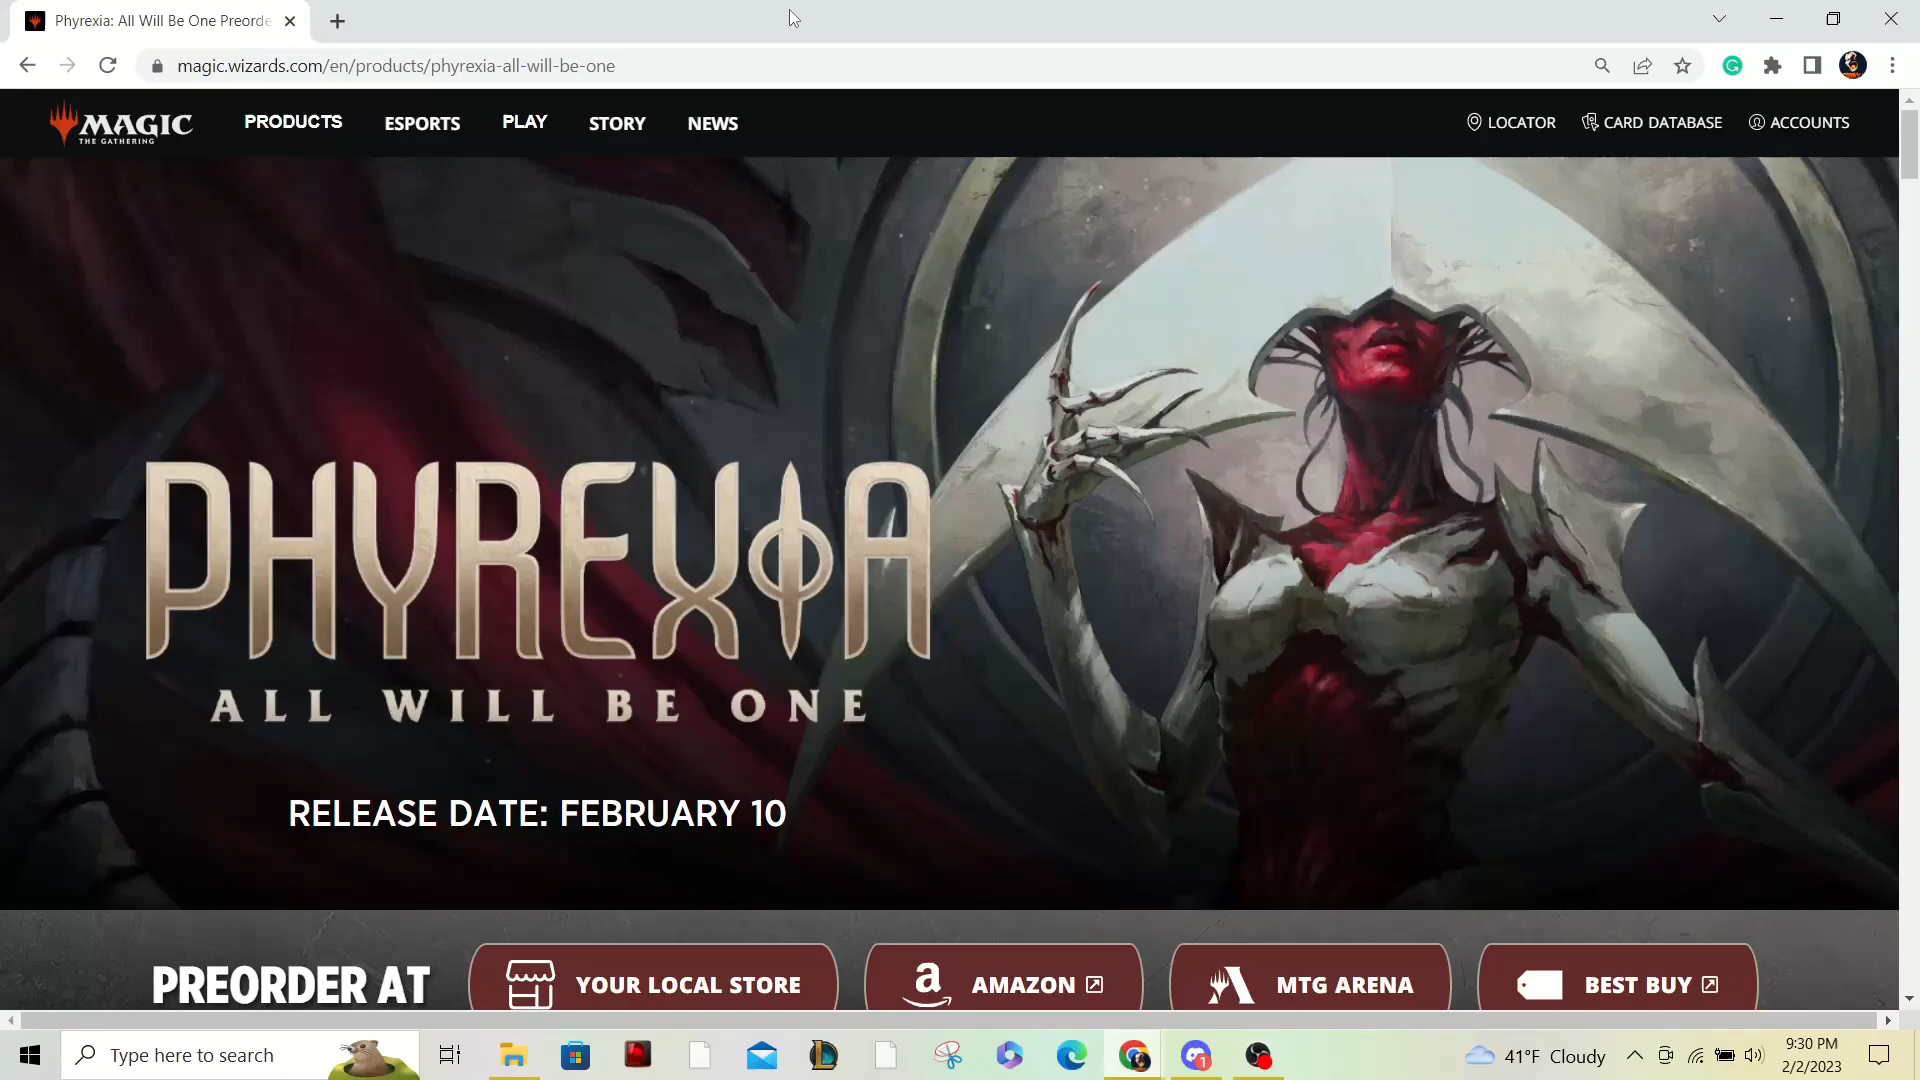 Phyrexia: All Will Be One Preorde
magic.wizards.com/en/products/phyrexia-all-will-be-one
MAGIC
THE GATHERING
PRODUCTS ESPORTS PLAY STORY NEWS
LOCATOR CARD DATABASE ACCOUNTS
PHYREXIA
ALL WILL BE ONE
RELEASE DATE: FEBRUARY 10
PREORDER AT
YOUR LOCAL STORE
AMAZON
MTG ARENA
BEST BUY
Type here to search
1
41°F Cloudy
9:30 PM
2/2/2023